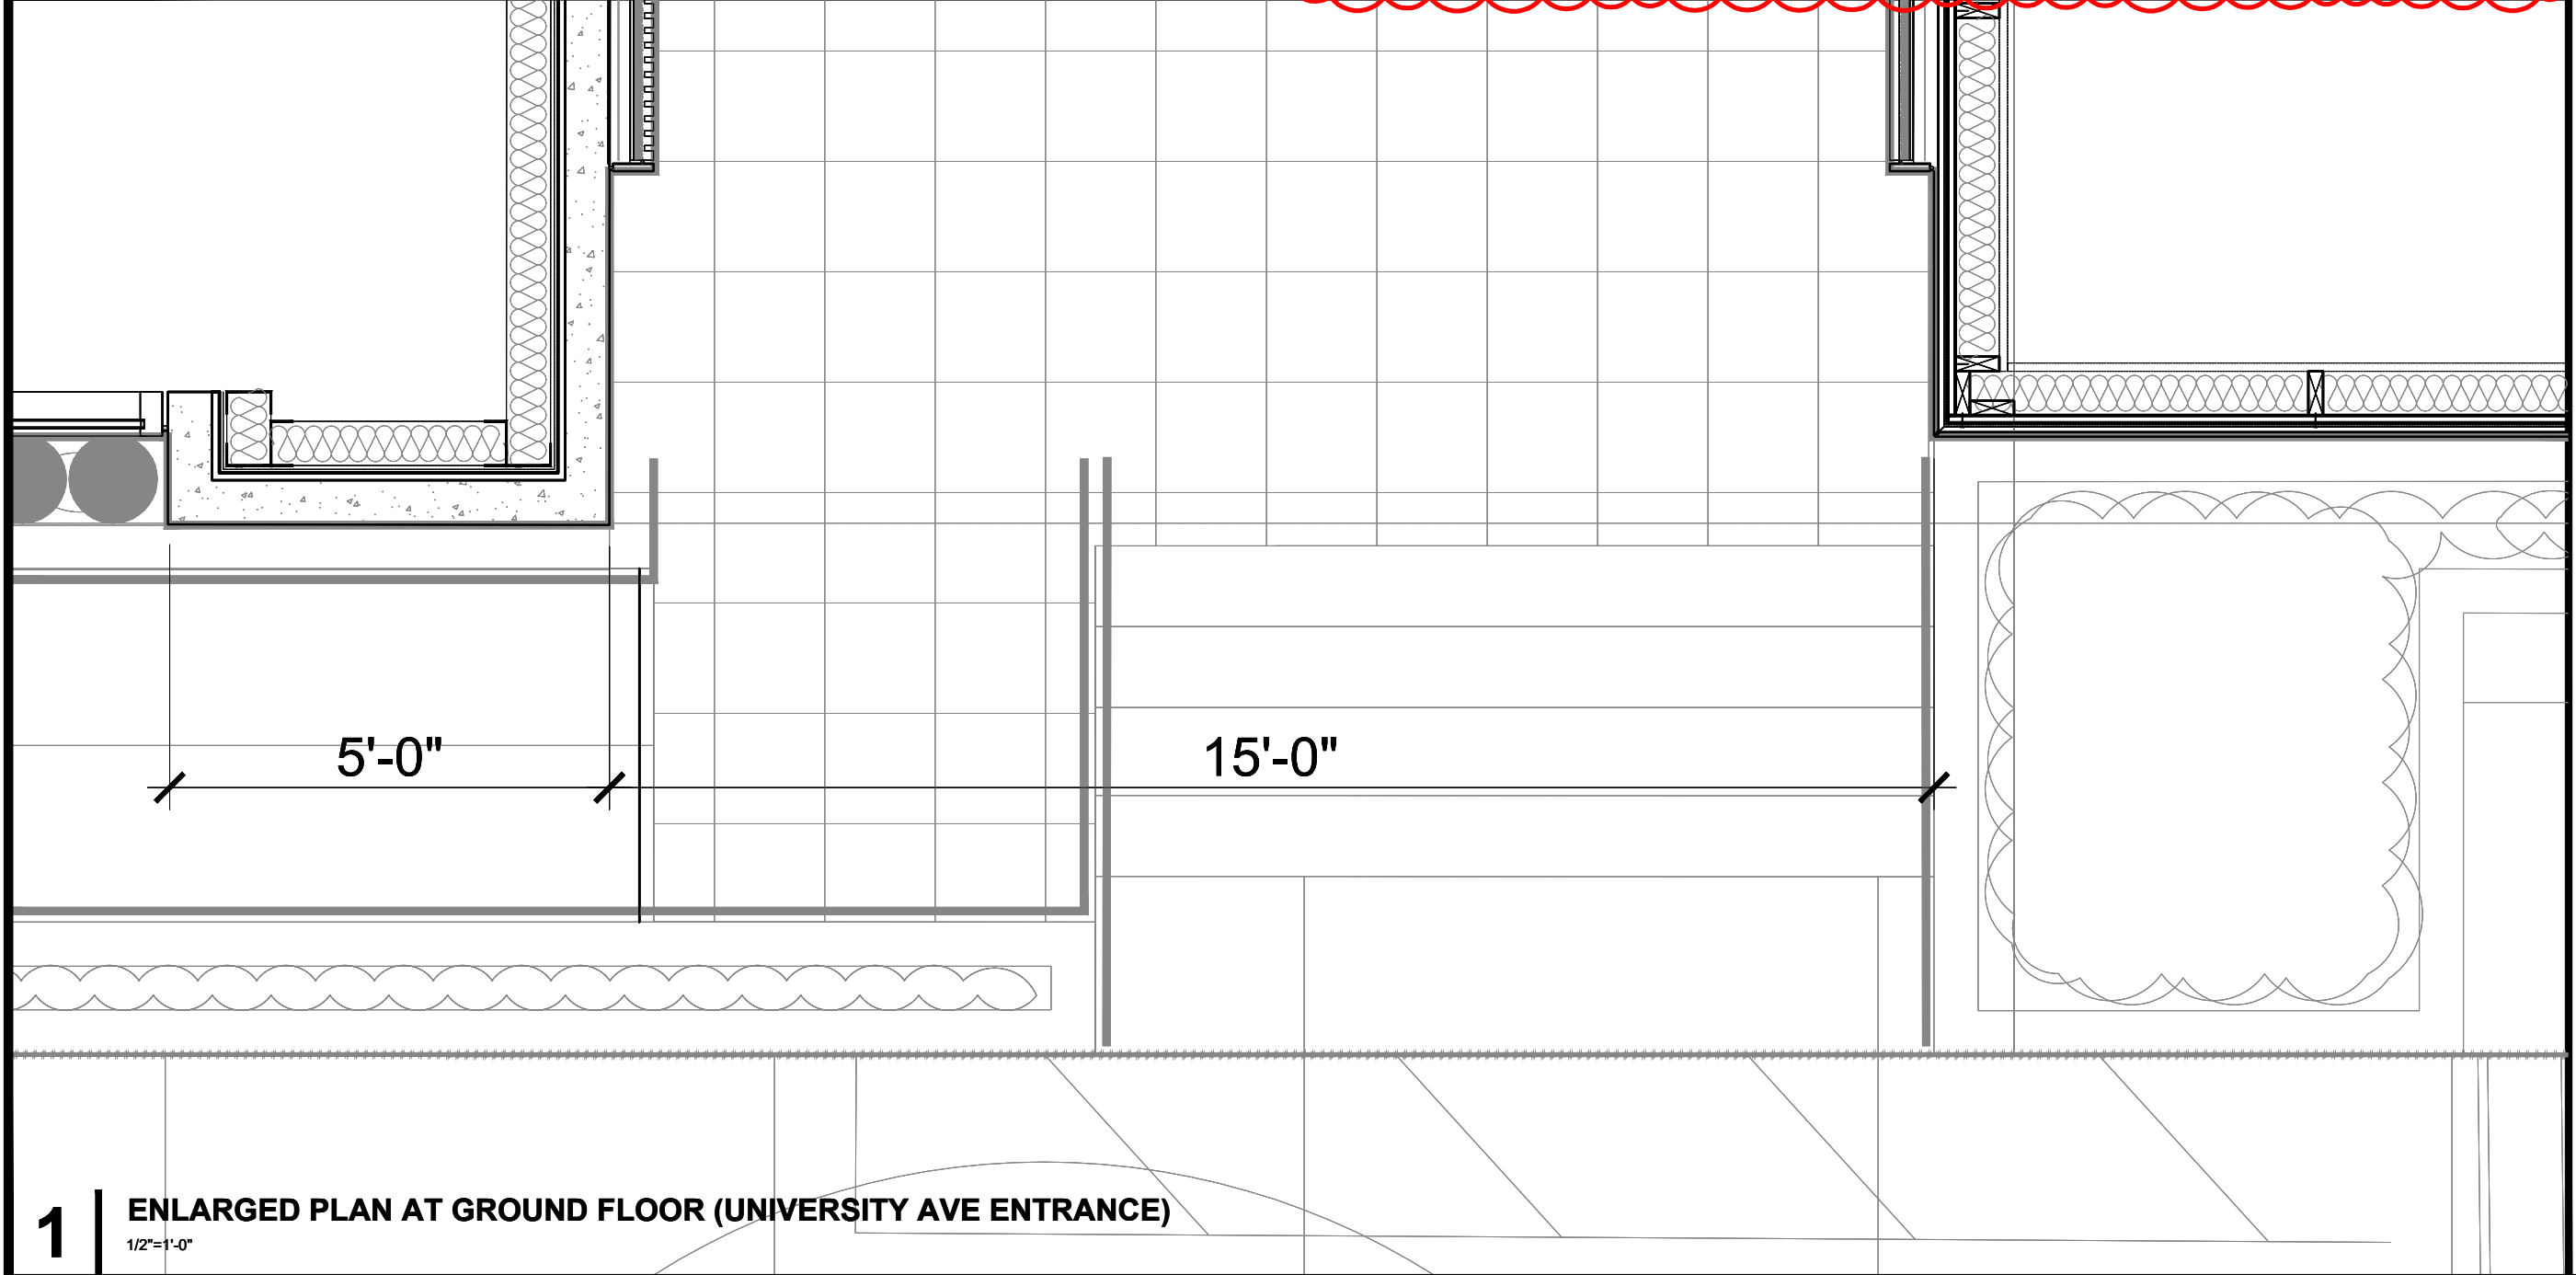 5'-0" 15'-0"
1 ENLARGED PLAN AT GROUND FLOOR (UNIVERSITY AVE ENTRANCE)
1/2"=1'-0"